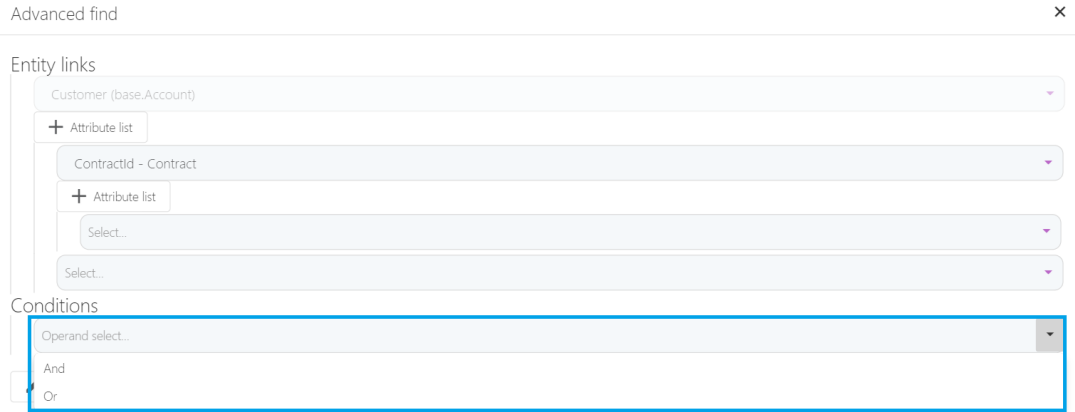 Advanced find
Entity links
Customer (base.Account)
Attribute list
ContractId - Contract
Attribute list
Select...
Select...
Conditions
Operand select...
And
Or